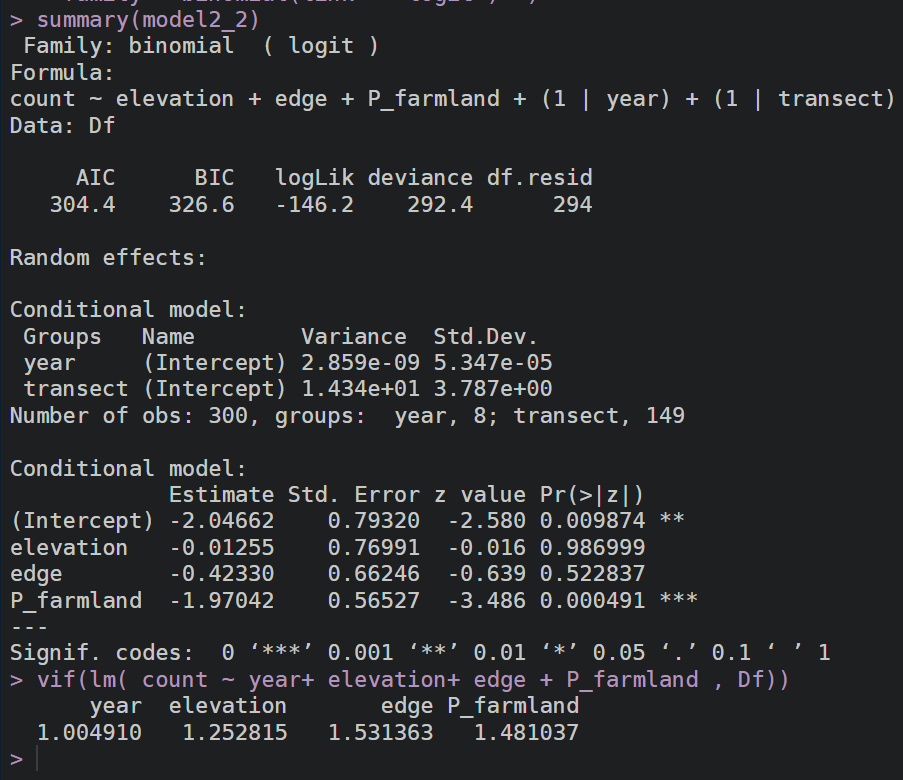 > summary(model2_2)
 Family: binomial  ( logit )
Formula:
count ~ elevation + edge + P_farmland + (1 | year) + (1 | transect)
Data: Df

     AIC      BIC   logLik deviance df.resid
   304.4    326.6   -146.2    292.4      294

Random effects:

Conditional model:
 Groups   Name        Variance  Std.Dev.
 year     (Intercept) 2.859e-09 5.347e-05
 transect (Intercept) 1.434e+01 3.787e+00
Number of obs: 300, groups:  year, 8; transect, 149

Conditional model:
            Estimate Std. Error z value Pr(>|z|)
(Intercept) -2.04662    0.79320  -2.580 0.009874 **
elevation   -0.01255    0.76991  -0.016 0.986999
edge        -0.42330    0.66246  -0.639 0.522837
P_farmland  -1.97042    0.56527  -3.486 0.000491 ***
---
Signif. codes:  0 ‘***’ 0.001 ‘**’ 0.01 ‘*’ 0.05 ‘.’ 0.1 ‘ ’ 1
> vif(lm( count ~ year+ elevation+ edge + P_farmland , Df))
      year  elevation       edge P_farmland
  1.004910   1.252815   1.531363   1.481037
>